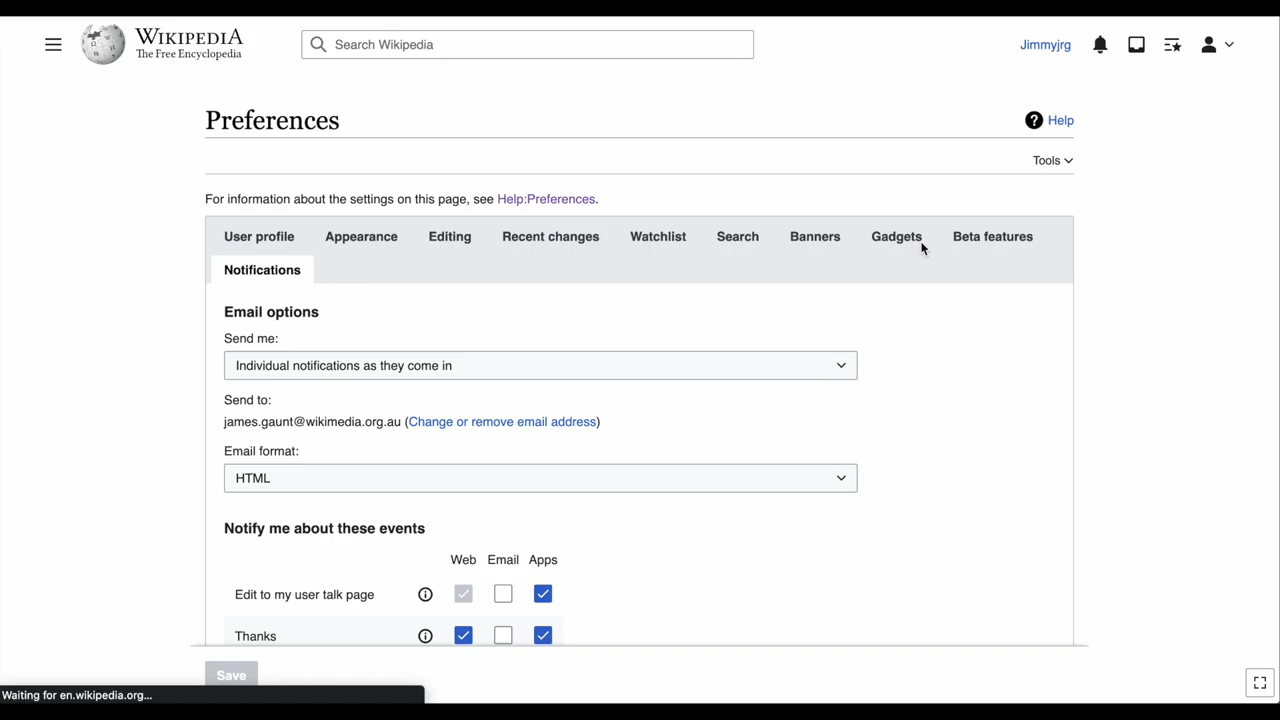 WIKIPEDIA
The Free Encyclopedia
Search Wikipedia
Jimmyjrg
Preferences
? Help
Tools
For information about the settings on this page, see Help:Preferences.
User profile Appearance Editing Recent changes Watchlist Search Banners Gadgets Beta features
Notifications
Email options
Send me:
Individual notifications as they come in
Send to:
james.gaunt@wikimedia.org.au (Change or remove email address)
Email format:
HTML
Notify me about these events
Web Email Apps
Edit to my user talk page
Thanks
Save
Waiting for en.wikipedia.org...